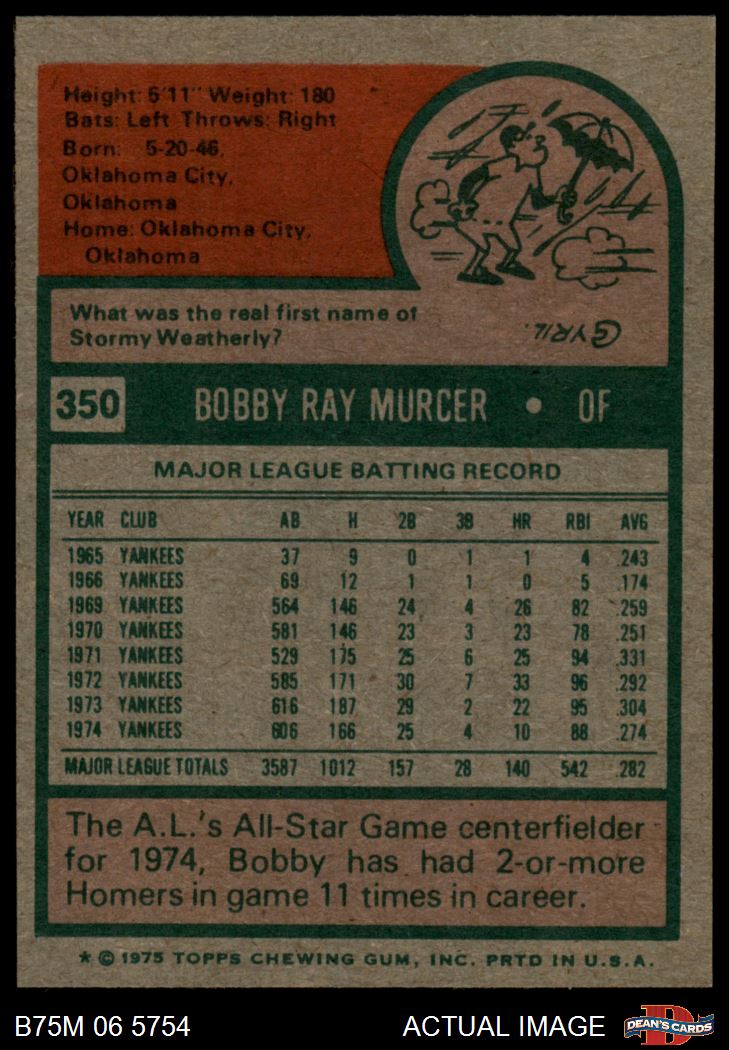 Height: 5'11" Weight: 180
Bats: Left Throws: Right
Born: 5-20-46,
Oklahoma City,
Oklahoma
Home: Oklahoma City,
Oklahoma
What was the real first name of
Stormy Weatherly?
CYRIL.
350 BOBBY RAY MURCER • OF
MAJOR LEAGUE BATTING RECORD
YEAR CLUB AB H 2B 3B HR RBI AVG
1965 YANKEES 37 9 0 1 1 4 .243
1966 YANKEES 69 12 1 1 0 5 .174
1969 YANKEES 564 146 24 4 26 82 .259
1970 YANKEES 581 146 23 3 23 78 .251
1971 YANKEES 529 175 25 6 25 94 .331
1972 YANKEES 585 171 30 7 33 96 .292
1973 YANKEES 616 187 29 2 22 95 .304
1974 YANKEES 606 166 25 4 10 88 .274
MAJOR LEAGUE TOTALS 3587 1012 157 28 140 542 .282
The A.L.'s All-Star Game centerfielder
for 1974, Bobby has had 2-or-more
Homers in game 11 times in career.
* © 1975 TOPPS CHEWING GUM, INC. PRTD IN U.S.A.
B75M 06 5754 ACTUAL IMAGE D DEAN'S CARDS